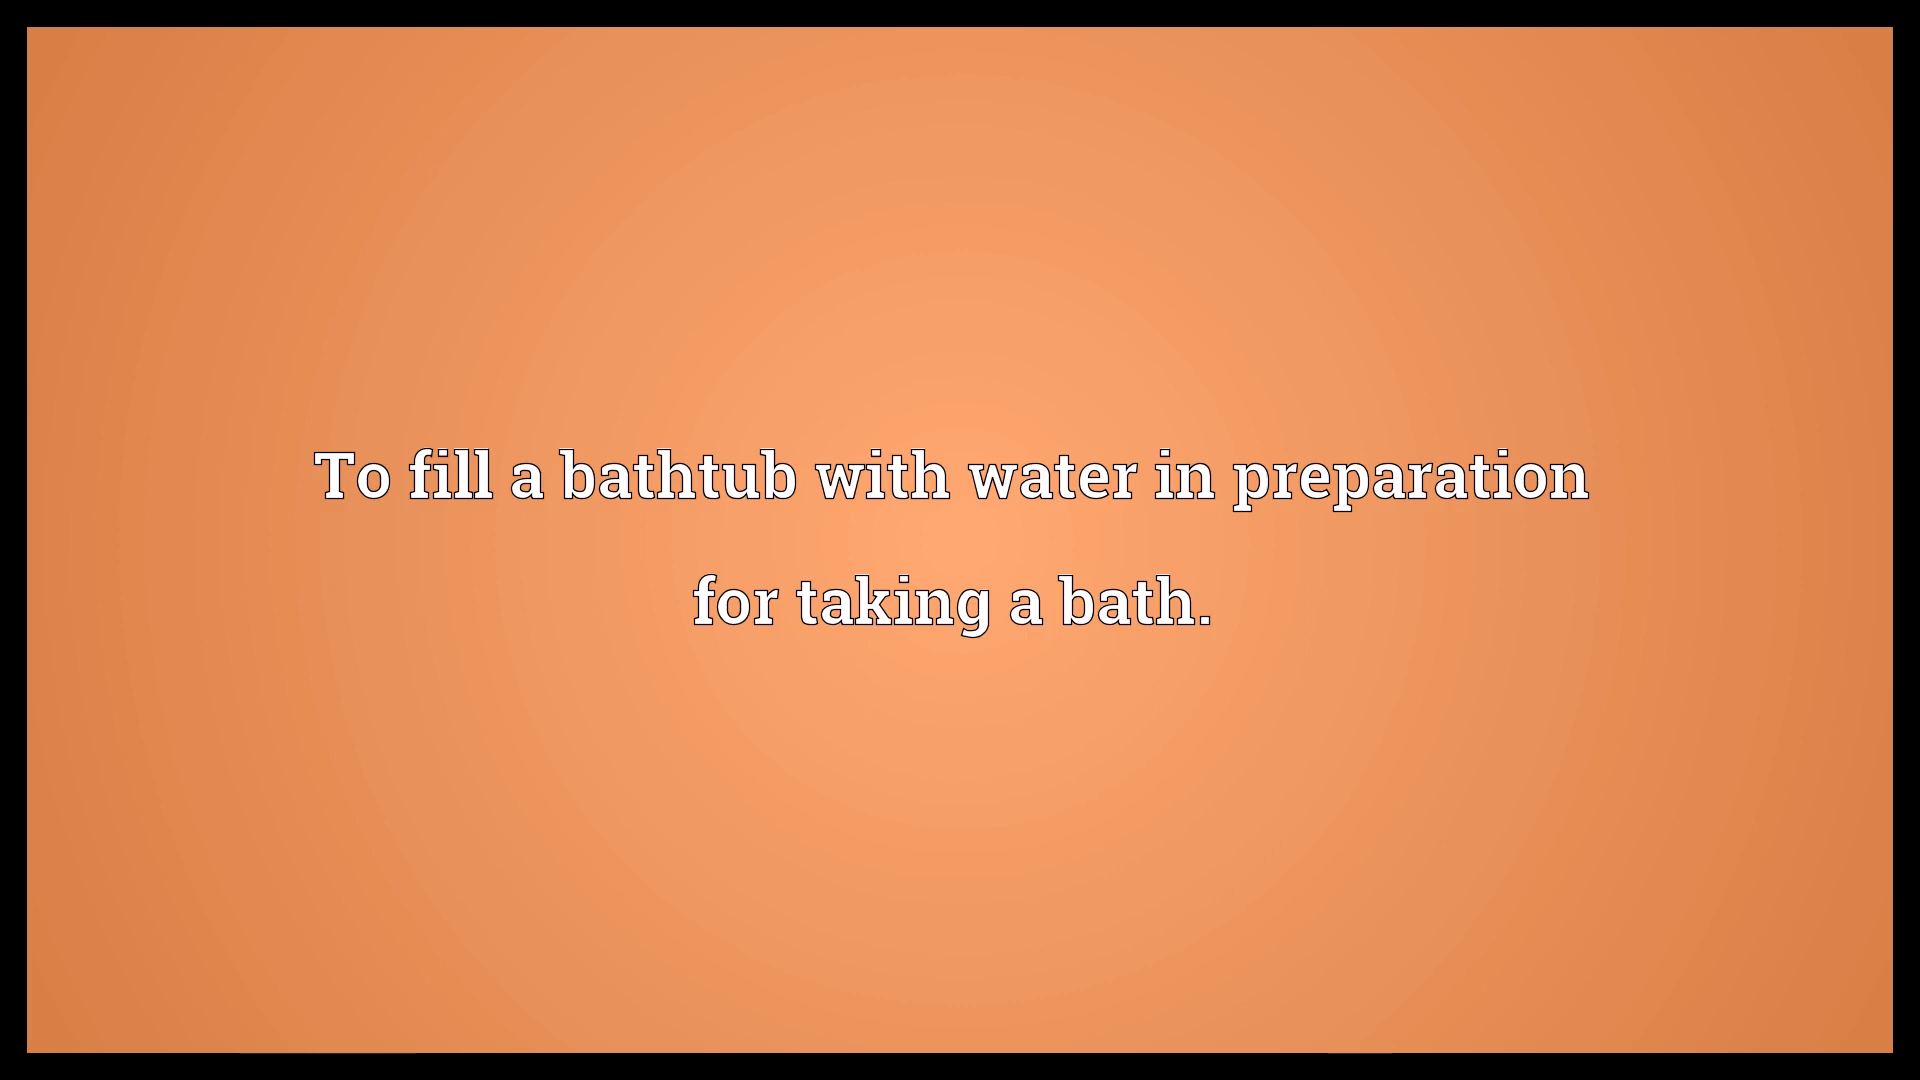 To fill a bathtub with water in preparation
for taking a bath.